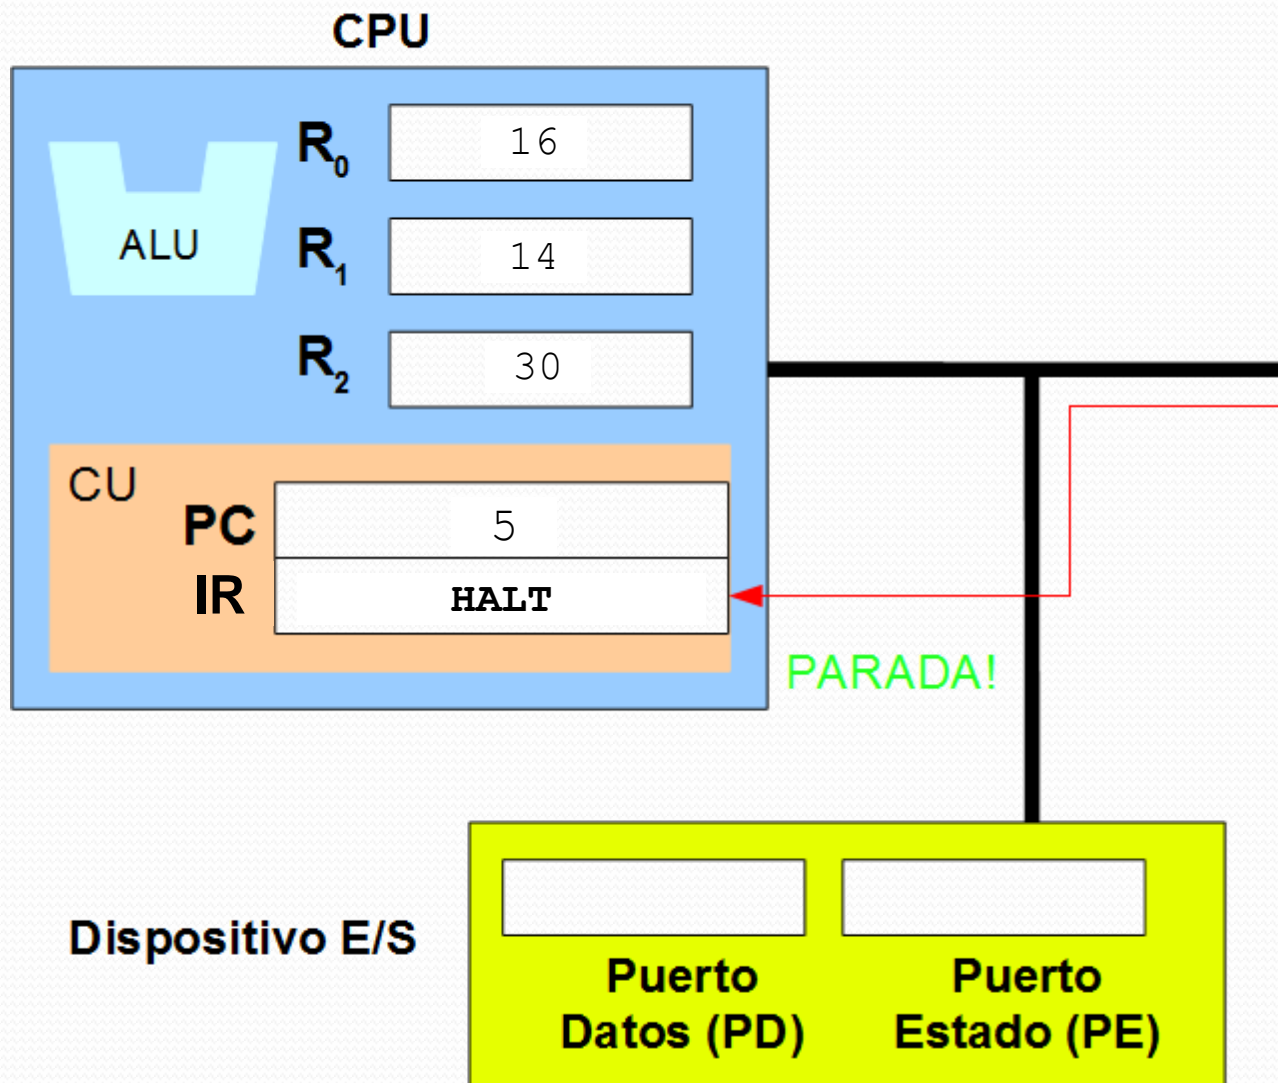 CPU
R0 16
ALU
R1 14
R2 30
CU
PC 5
IR HALT
PARADA!
Dispositivo E/S
Puerto
Datos (PD)
Puerto
Estado (PE)